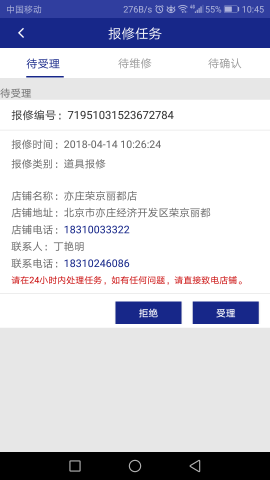 中国移动 276B/s 55% 10:45
报修任务
待受理 待维修 待确认
待受理
报修编号：71951031523672784
报修时间：2018-04-14 10:26:24
报修类别：道具报修
店铺名称：亦庄荣京丽都店
店铺地址：北京市亦庄经济开发区荣京丽都
店铺电话：18310033322
联系人：丁艳明
联系电话：18310246086
请在24小时内处理任务，如有任何问题，请直接致电店铺。
拒绝 受理